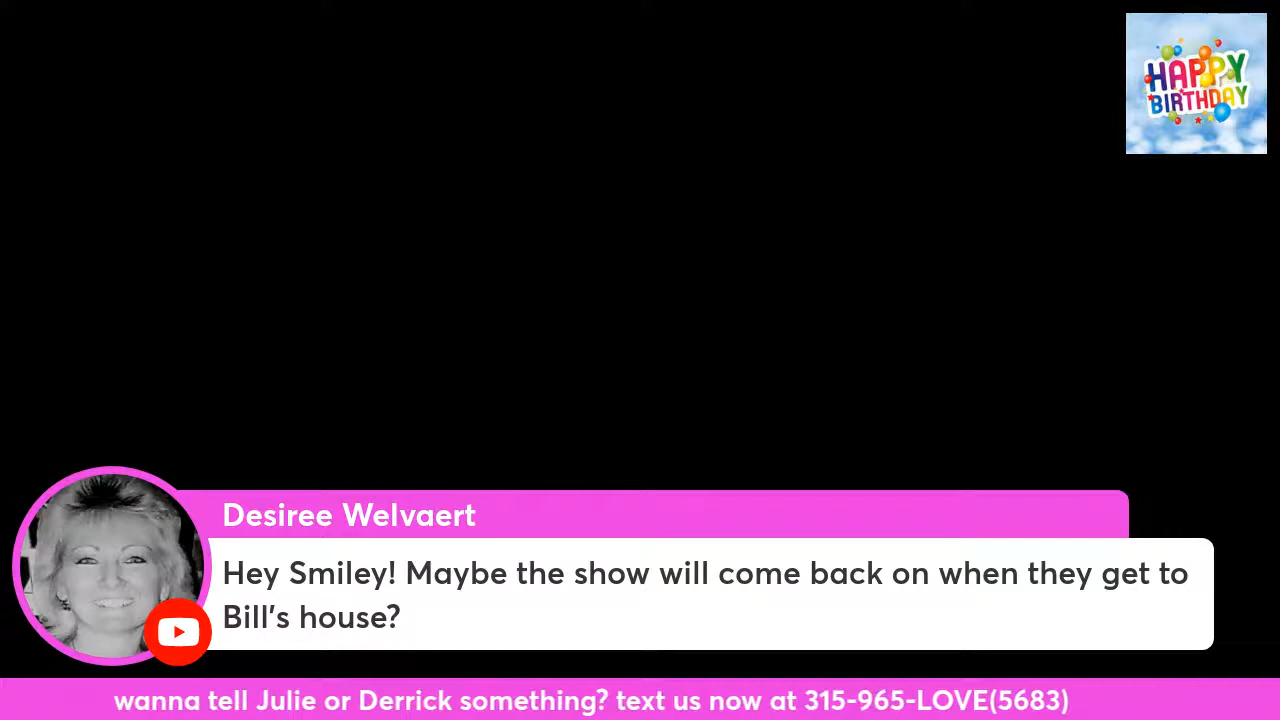 HAPPY
BIRTHDAY
Desiree Welvaert
Hey Smiley! Maybe the show will come back on when they get to
Bill's house?
wanna tell Julie or Derrick something? text us now at 315-965-LOVE(5683)